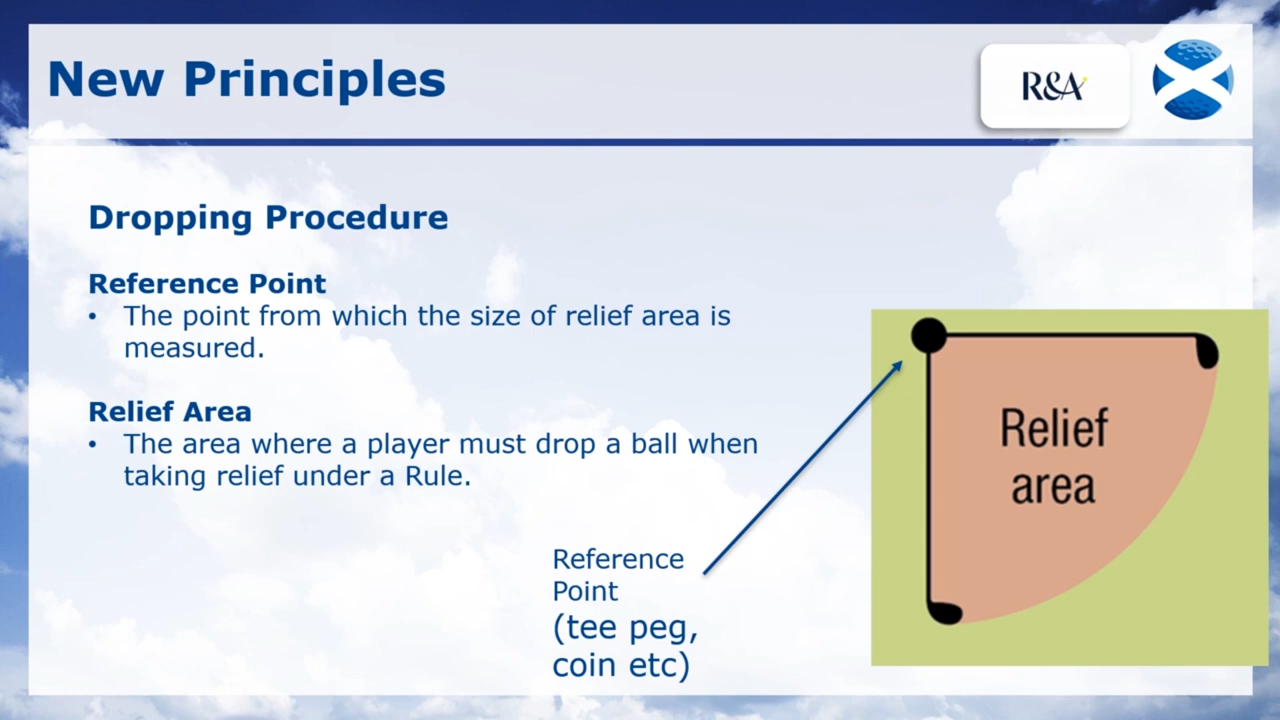 New Principles
R&A
Dropping Procedure
Reference Point
• The point from which the size of relief area is
measured.
Relief Area
• The area where a player must drop a ball when
taking relief under a Rule.
Reference
Point
(tee peg,
coin etc)
Relief
area